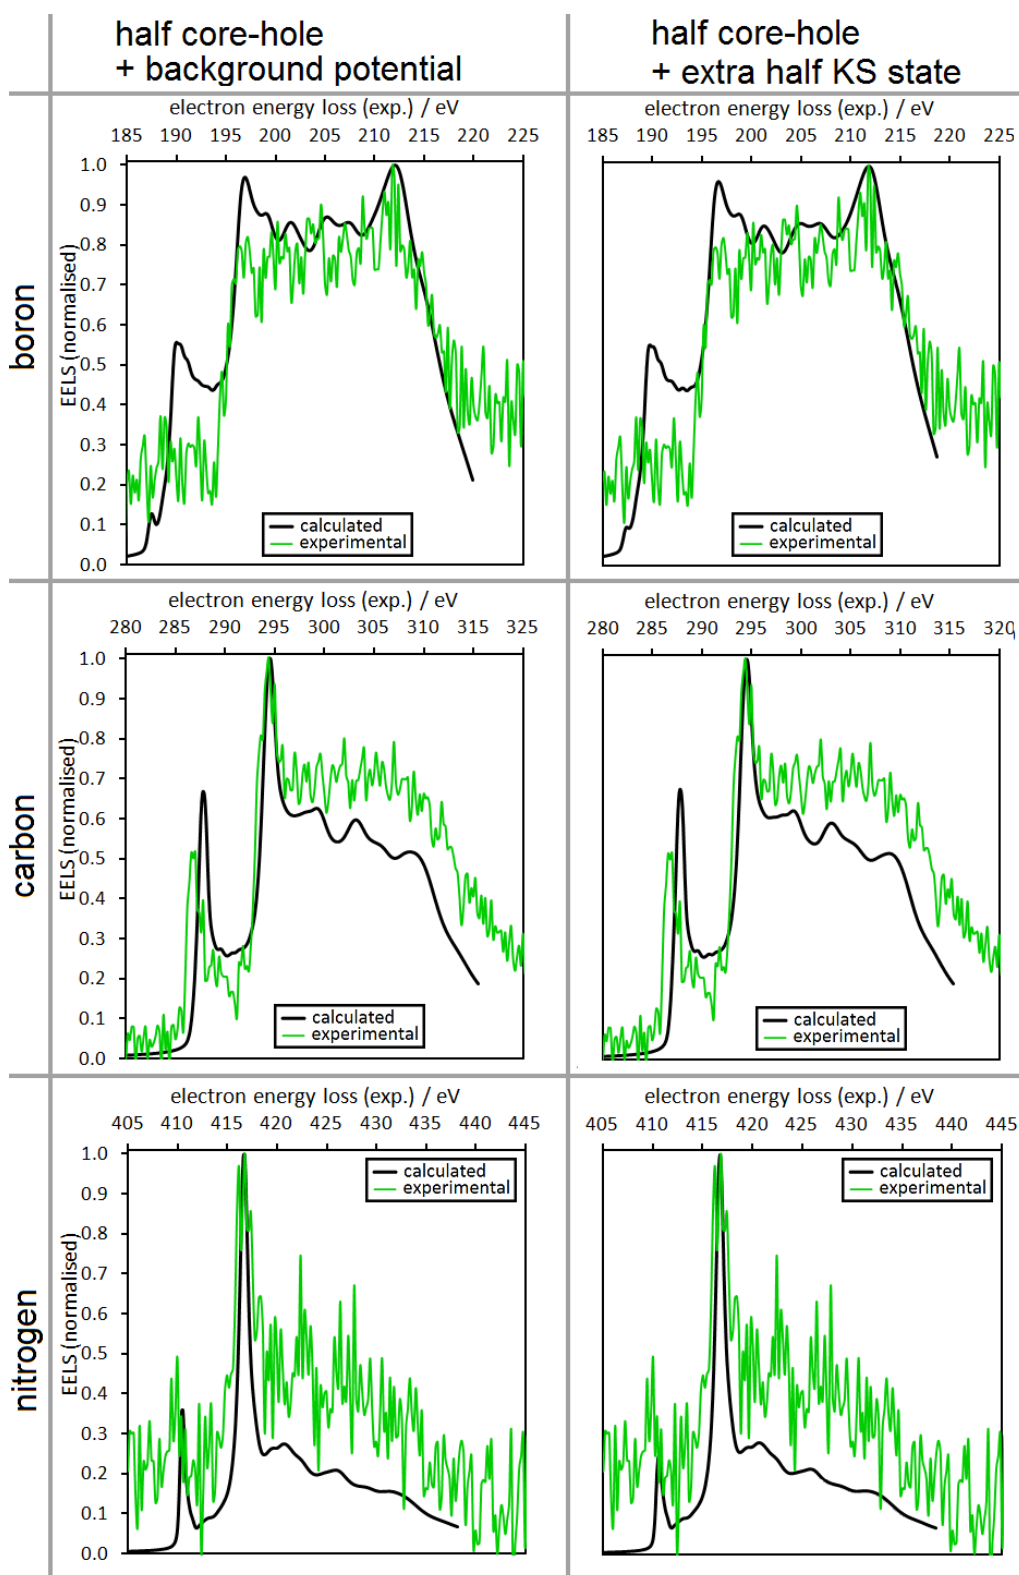 half core-hole
+ background potential
half core-hole
+ extra half KS state
boron
electron energy loss (exp.) / eV
185 190 195 200 205 210 215 220 225
EELS (normalised)
1.0
0.9
0.8
0.7
0.6
0.5
0.4
0.3
0.2
0.1
0.0
calculated
experimental
electron energy loss (exp.) / eV
185 190 195 200 205 210 215 220 225
calculated
experimental
carbon
electron energy loss (exp.) / eV
280 285 290 295 300 305 310 315 325
EELS (normalised)
1.0
0.9
0.8
0.7
0.6
0.5
0.4
0.3
0.2
0.1
0.0
calculated
experimental
electron energy loss (exp.) / eV
280 285 290 295 300 305 310 315 320
calculated
experimental
nitrogen
electron energy loss (exp.) / eV
405 410 415 420 425 430 435 440 445
EELS (normalised)
1.0
0.9
0.8
0.7
0.6
0.5
0.4
0.3
0.2
0.1
0.0
calculated
experimental
electron energy loss (exp.) / eV
405 410 415 420 425 430 435 440 445
calculated
experimental